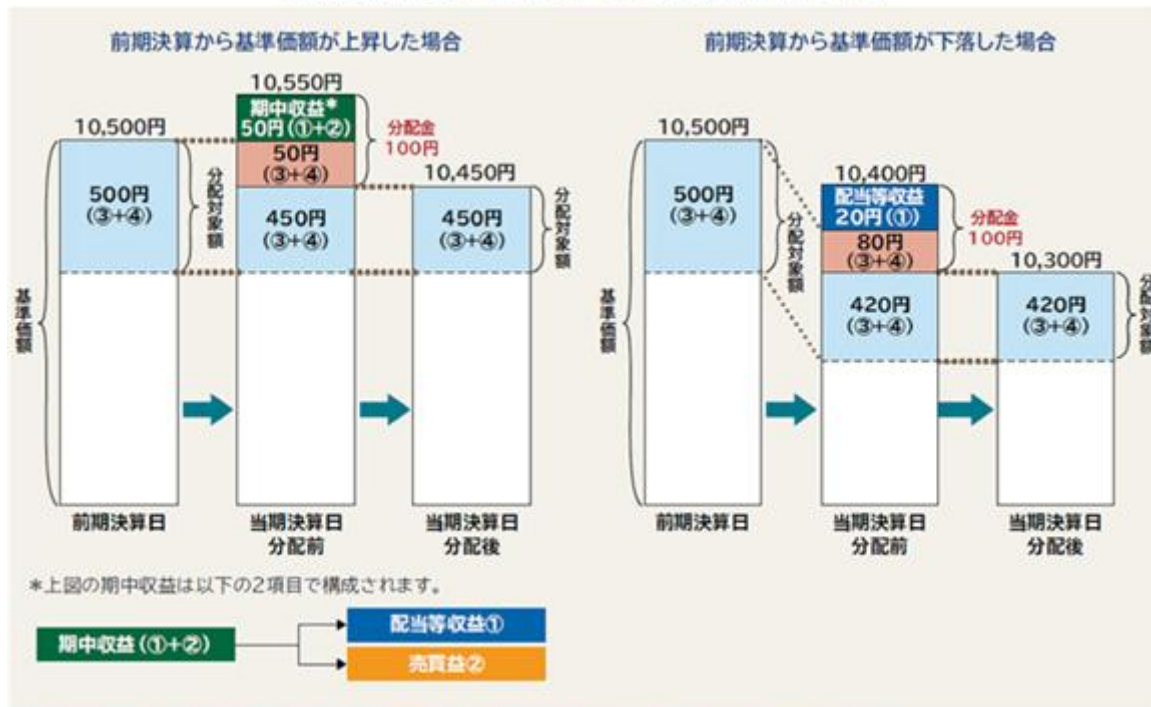 前期決算から基準価額が上昇した場合
10,500円
500円
(③+④)
分配対象額
基準価額
前期決算日
10,550円
期中収益*
50円(①+②)
50円
(③+④)
450円
(③+④)
分配金
100円
当期決算日
分配前
10,450円
450円
(③+④)
分配対象額
当期決算日
分配後
前期決算から基準価額が下落した場合
10,500円
500円
(③+④)
分配対象額
基準価額
前期決算日
10,400円
配当等収益
20円(①)
80円
(③+④)
420円
(③+④)
分配金
100円
当期決算日
分配前
10,300円
420円
(③+④)
分配対象額
当期決算日
分配後
*上図の期中収益は以下の2項目で構成されます。
期中収益(①+②)
配当等収益①
売買益②